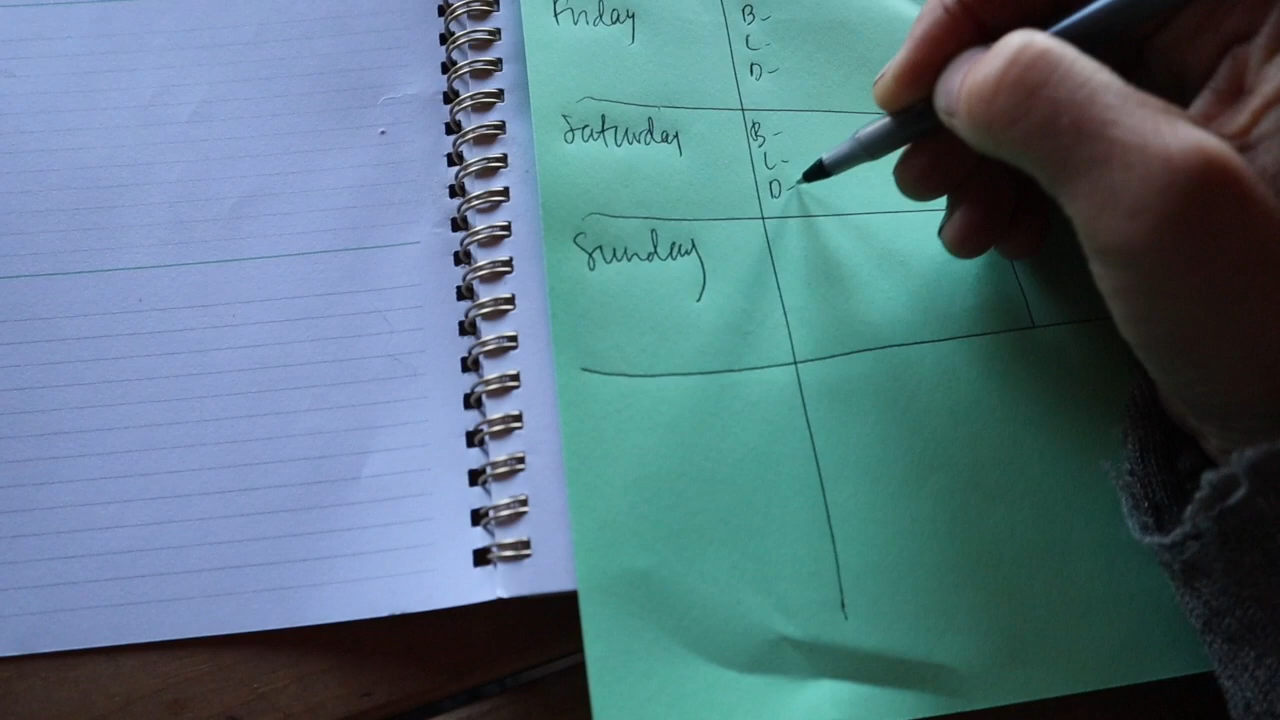 Friday
B-
L-
D-
Saturday
B-
L-
D-
Sunday